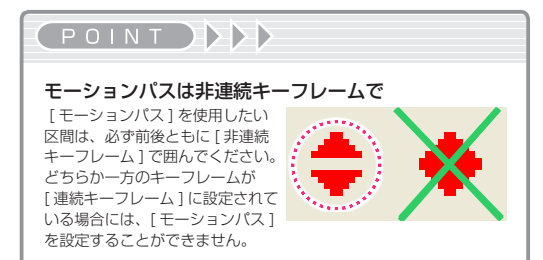 POINT
モーションパスは非連続キーフレームで
[モーションパス]を使用したい
区間は、必ず前後ともに[非連続
キーフレーム]で囲んでください。
どちらか一方のキーフレームが
[連続キーフレーム]に設定されて
いる場合には、[モーションパス]
を設定することができません。